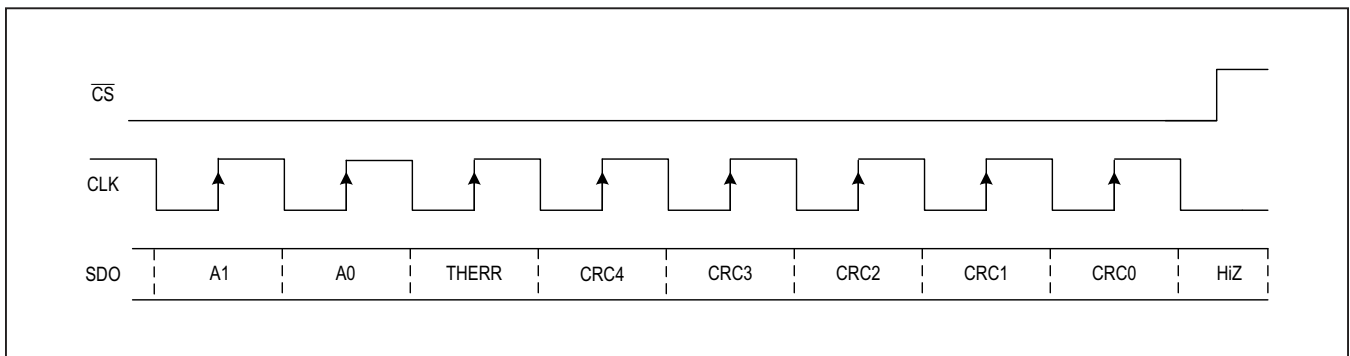 CS
CLK
SDO A1 A0 THERR CRC4 CRC3 CRC2 CRC1 CRC0 HiZ